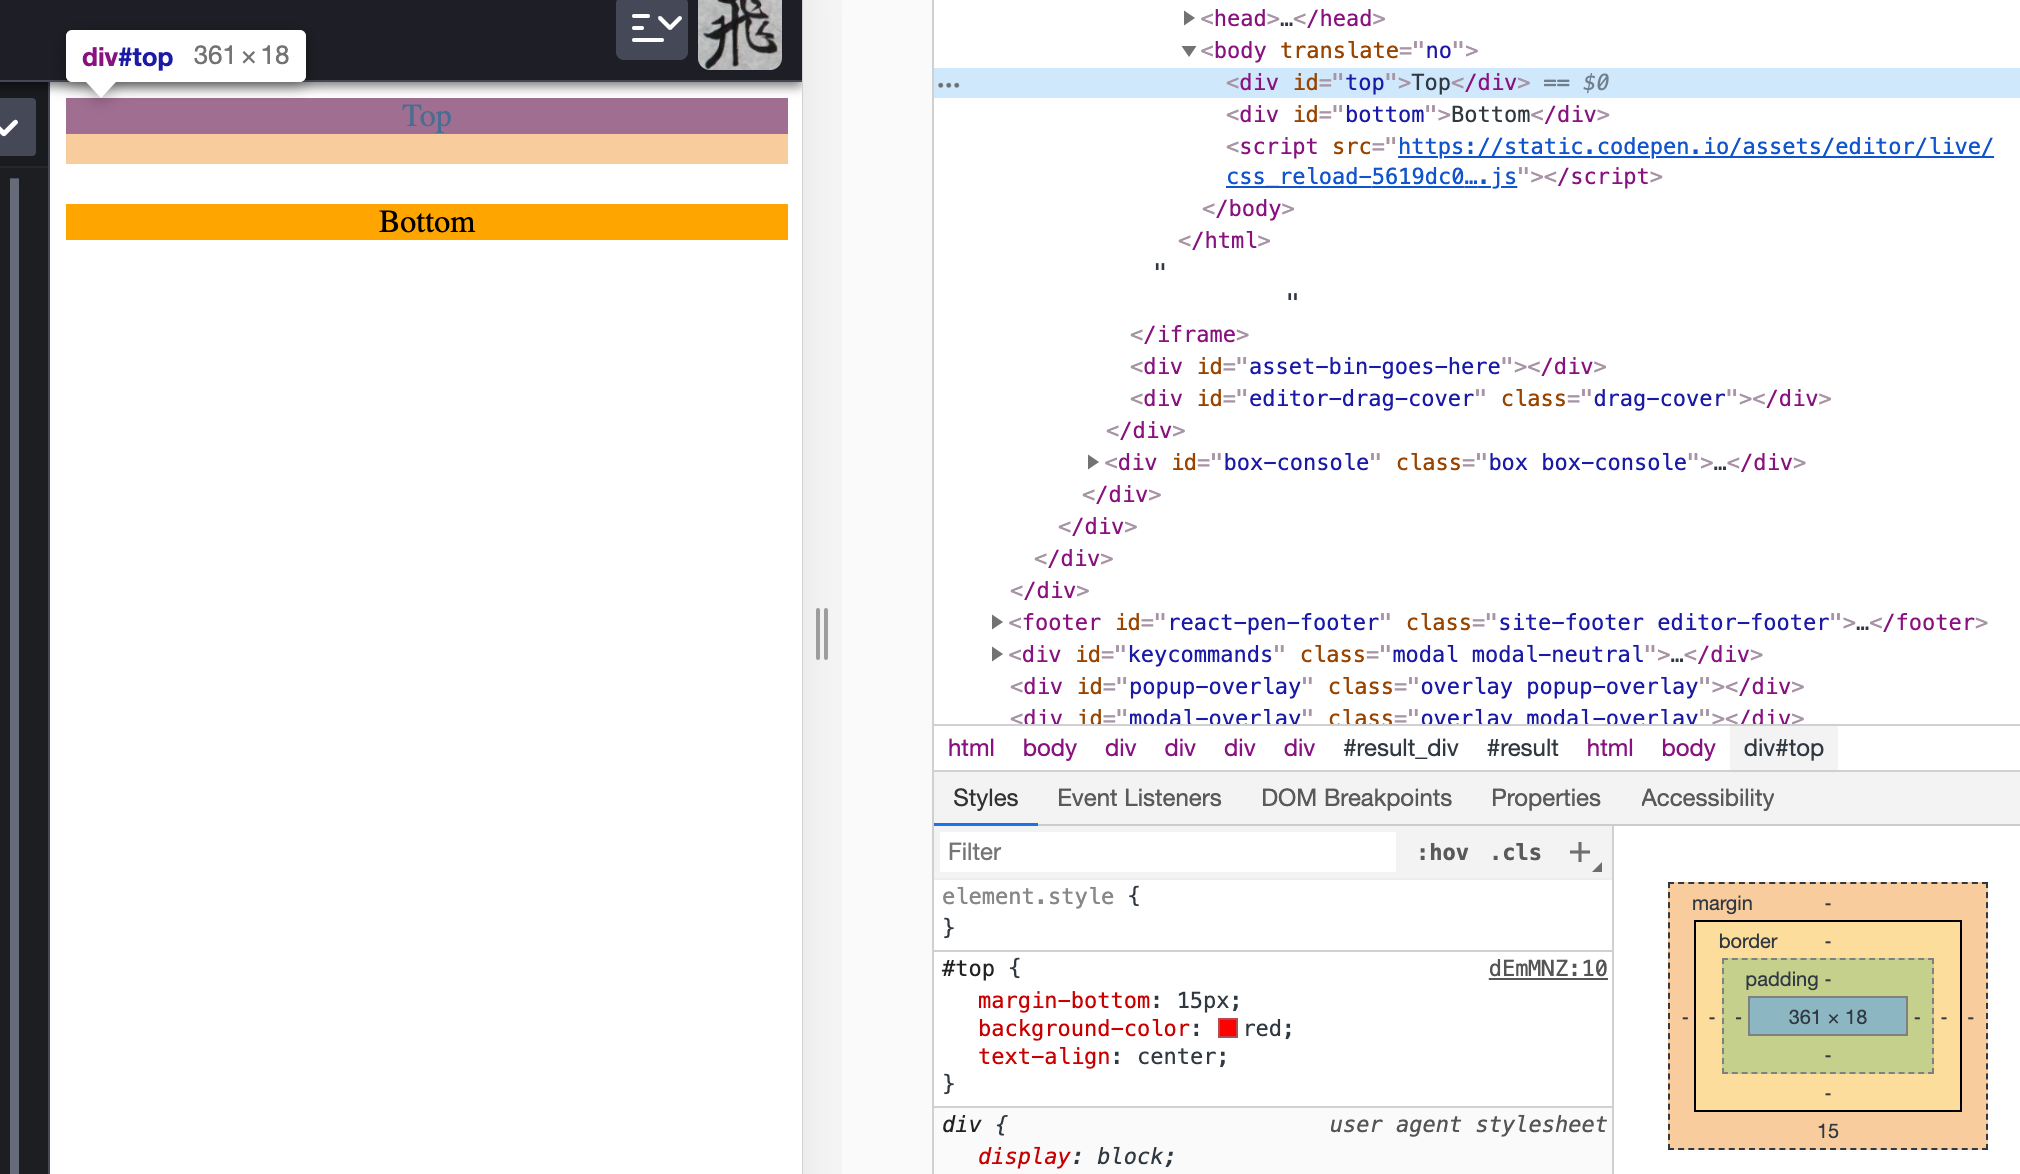 飛
div#top 361 × 18
Top
Bottom
<head>…</head>
<body translate="no">
… <div id="top">Top</div> == $0
<div id="bottom">Bottom</div>
<script src="https://static.codepen.io/assets/editor/live/
css_reload-5619dc0….js"></script>
</body>
</html>
"
"
</iframe>
<div id="asset-bin-goes-here"></div>
<div id="editor-drag-cover" class="drag-cover"></div>
</div>
<div id="box-console" class="box box-console">…</div>
</div>
</div>
</div>
</div>
<footer id="react-pen-footer" class="site-footer editor-footer">…</footer>
<div id="keycommands" class="modal modal-neutral">…</div>
<div id="popup-overlay" class="overlay popup-overlay"></div>
<div id="modal-overlay" class="overlay modal-overlay"></div>
html body div div div div #result_div #result html body div#top
Styles Event Listeners DOM Breakpoints Properties Accessibility
Filter :hov .cls +
element.style {
}
#top { dEmMNZ:10
margin-bottom: 15px;
background-color: red;
text-align: center;
}
div { user agent stylesheet
display: block;
margin -
border -
padding -
- - - 361 × 18 - - -
-
-
15